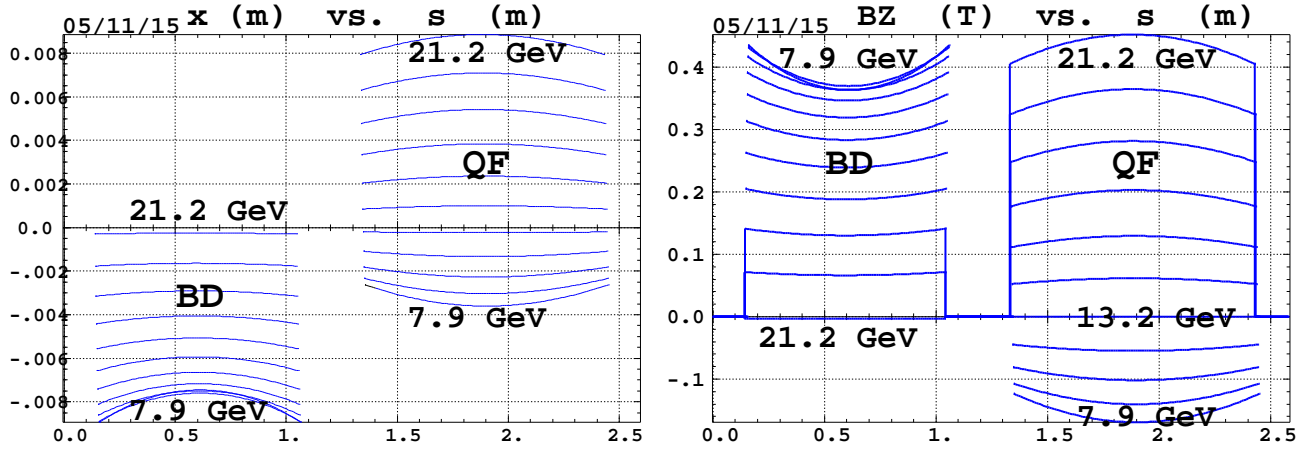 x (m) vs. s (m)
05/11/15
0.008
21.2 GeV
0.006
0.004
QF
0.002
21.2 GeV
0.0
-.002
BD
-.004
7.9 GeV
-.006
-.008
7.9 GeV
0.0 0.5 1. 1.5 2. 2.5
BZ (T) vs. s (m)
05/11/15
7.9 GeV 21.2 GeV
0.4
0.3
BD QF
0.2
0.1
0.0
13.2 GeV
21.2 GeV
-.1
7.9 GeV
0.0 0.5 1.0 1.5 2.0 2.5